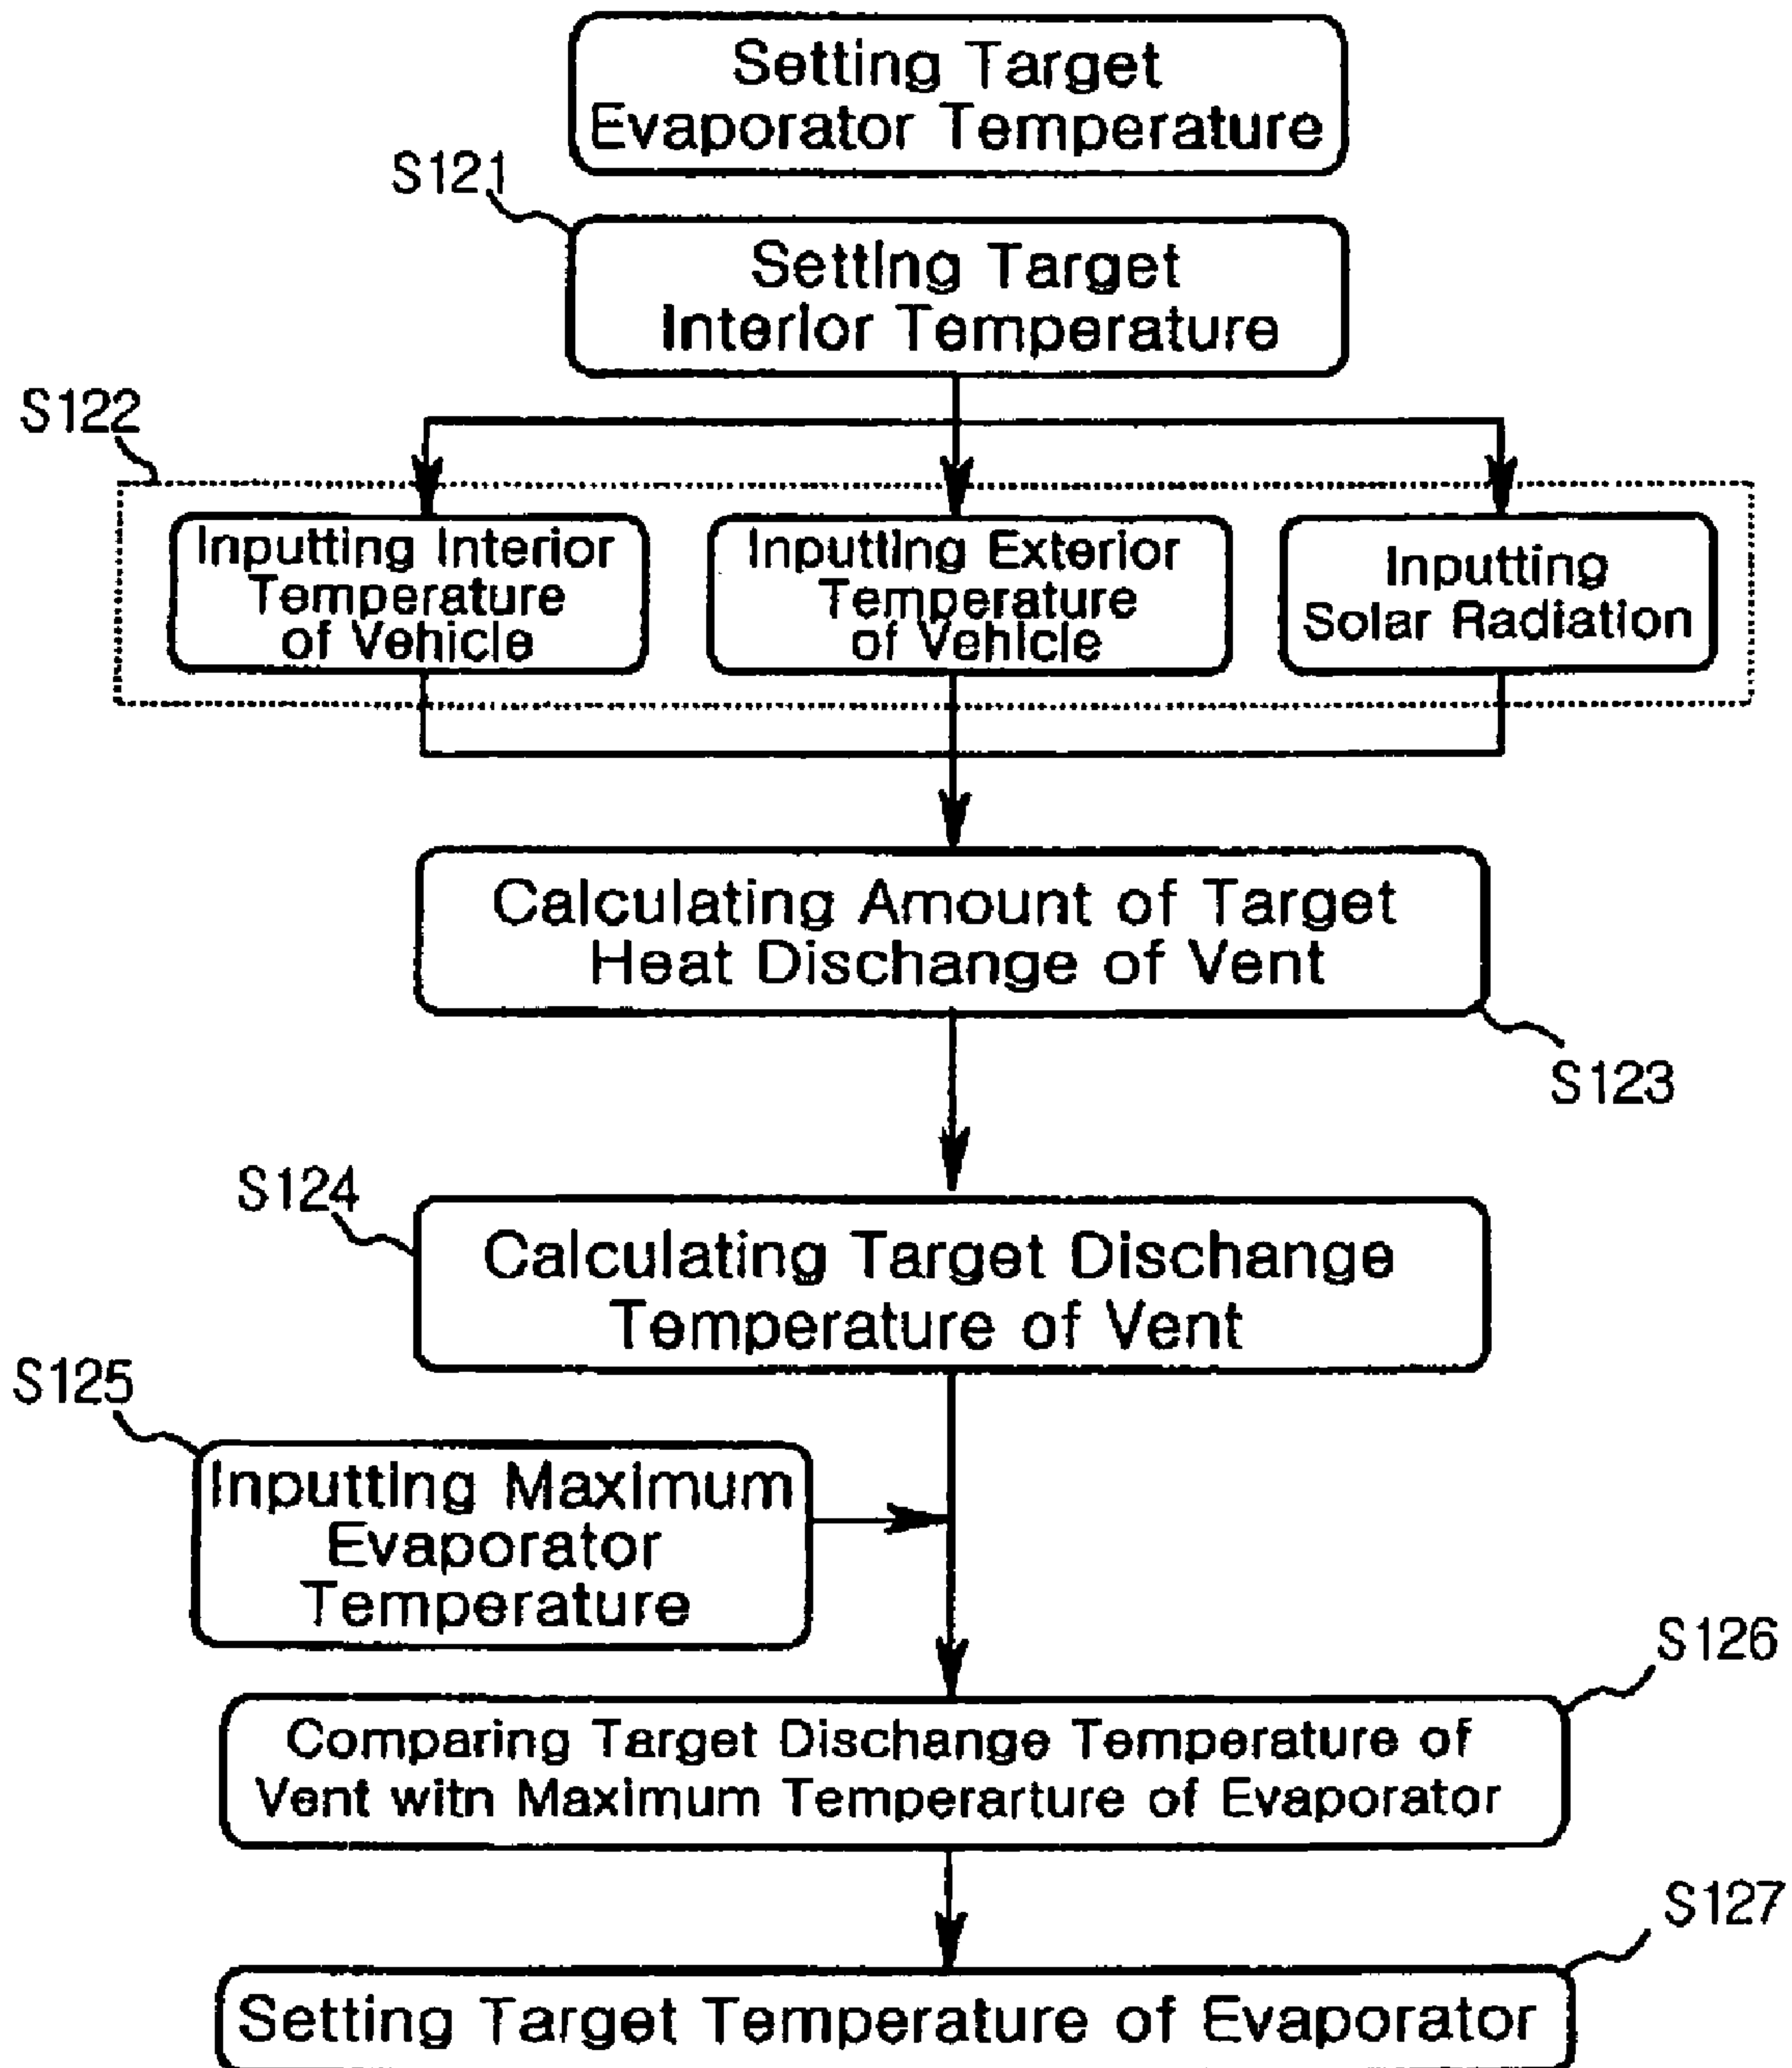 Setting Target
Evaporator Temperature
S121
Setting Target
Interior Temperature
S122
Inputting Interior
Temperature
of Vehicle
Inputting Exterior
Temperature
of Vehicle
Inputting
Solar Radiation
Calculating Amount of Target
Heat Dischange of Vent
S123
S124
Calculating Target Dischange
Temperature of Vent
S125
Inputting Maximum
Evaporator
Temperature
S126
Comparing Target Dischange Temperature of
Vent witn Maximum Temperarture of Evaporator
S127
Setting Target Temperature of Evaporator